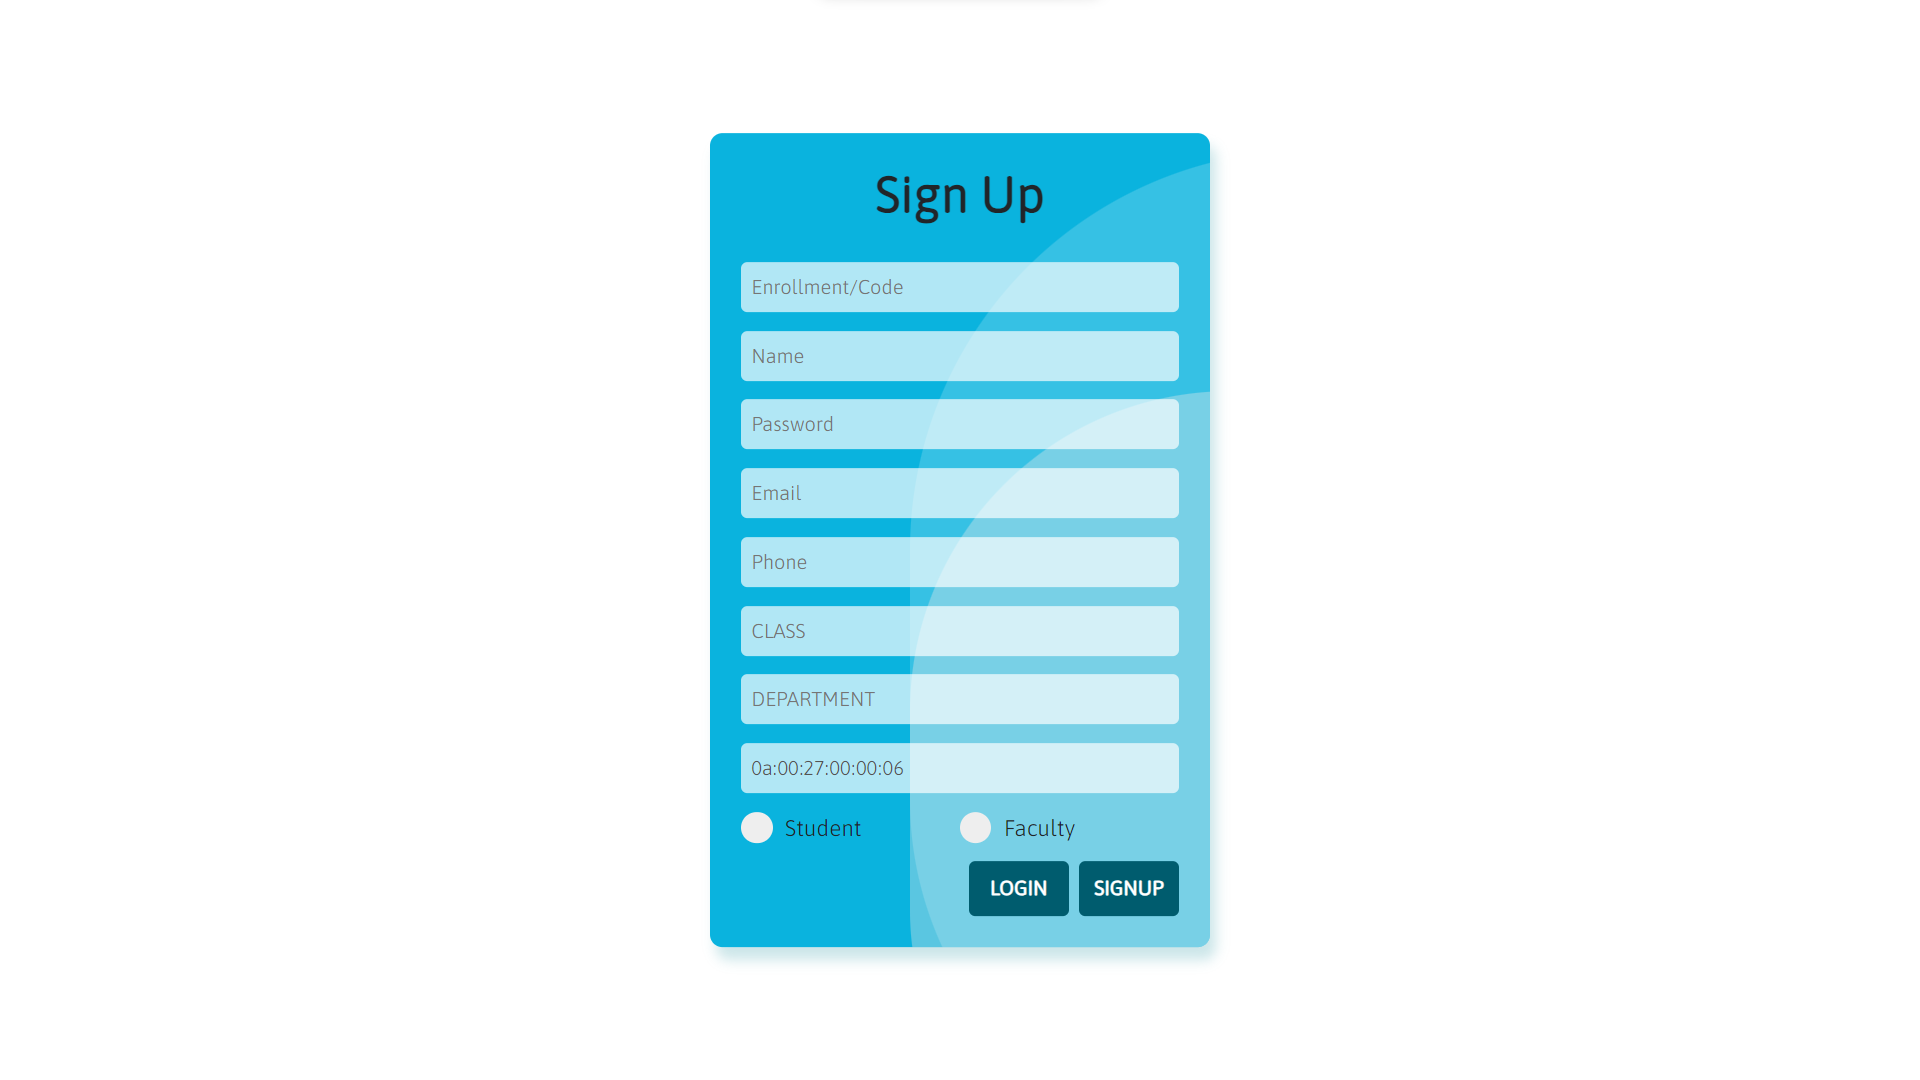 Sign Up
Enrollment/Code
Name
Password
Email
Phone
CLASS
DEPARTMENT
0a:00:27:00:00:06
Student Faculty
LOGIN SIGNUP